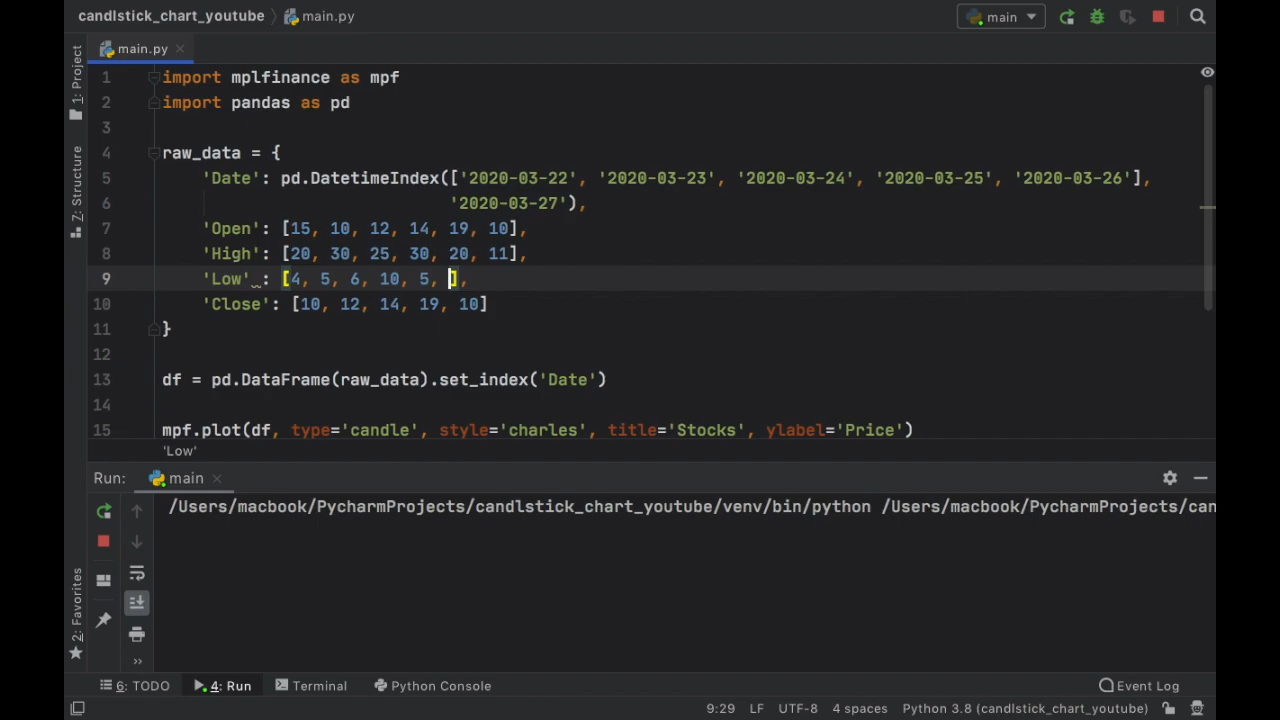 candlstick_chart_youtube main.py main
main.py
1: Project
7: Structure
2: Favorites
1 import mplfinance as mpf
2 import pandas as pd
3
4 raw_data = {
5 'Date': pd.DatetimeIndex(['2020-03-22', '2020-03-23', '2020-03-24', '2020-03-25', '2020-03-26'],
6 '2020-03-27'),
7 'Open': [15, 10, 12, 14, 19, 10],
8 'High': [20, 30, 25, 30, 20, 11],
9 'Low' : [4, 5, 6, 10, 5, ],
10 'Close': [10, 12, 14, 19, 10]
11 }
12
13 df = pd.DataFrame(raw_data).set_index('Date')
14
15 mpf.plot(df, type='candle', style='charles', title='Stocks', ylabel='Price')
'Low'
Run: main
/Users/macbook/PycharmProjects/candlstick_chart_youtube/venv/bin/python /Users/macbook/PycharmProjects/can
6: TODO 4: Run Terminal Python Console Event Log
9:29 LF UTF-8 4 spaces Python 3.8 (candlstick_chart_youtube)